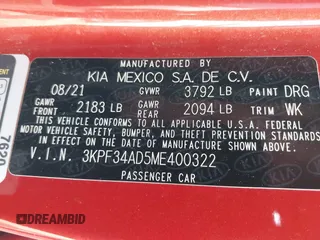 MFD BY
KIA MEXICO S.A. DE C.V.
08/21 GVWR 3792 LB PAINT DRG
GAWR FRONT 2183 LB GAWR REAR 2094 LB TRIM WK
THIS VEHICLE CONFORMS TO ALL APPLICABLE FEDERAL
MOTOR VEHICLE SAFETY, BUMPER, AND THEFT PREVENTION STANDARDS
IN EFFECT ON THE DATE OF MANUFACTURE SHOWN ABOVE.
V.I.N. 3KPF34AD5ME400322
PASSENGER CAR
DREAMBID